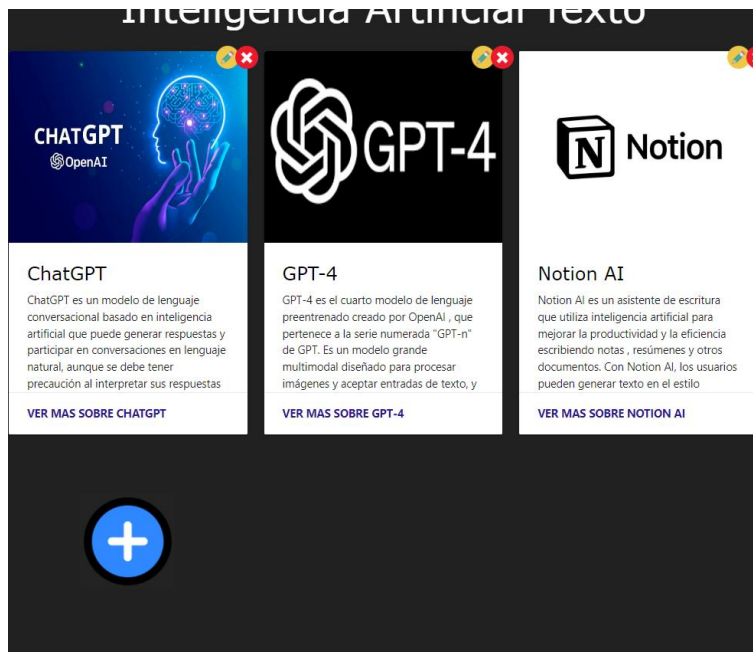 Inteligencia Artificial Texto
CHATGPT
OpenAI
GPT-4
N Notion
ChatGPT
ChatGPT es un modelo de lenguaje
conversacional basado en inteligencia
artificial que puede generar respuestas y
participar en conversaciones en lenguaje
natural, aunque se debe tener
precaución al interpretar sus respuestas
VER MAS SOBRE CHATGPT
GPT-4
GPT-4 es el cuarto modelo de lenguaje
preentrenado creado por OpenAI , que
pertenece a la serie numerada "GPT-n"
de GPT. Es un modelo grande
multimodal diseñado para procesar
imágenes y aceptar entradas de texto, y
VER MAS SOBRE GPT-4
Notion AI
Notion AI es un asistente de escritura
que utiliza inteligencia artificial para
mejorar la productividad y la eficiencia
escribiendo notas , resúmenes y otros
documentos. Con Notion AI, los usuarios
pueden generar texto en el estilo
VER MAS SOBRE NOTION AI